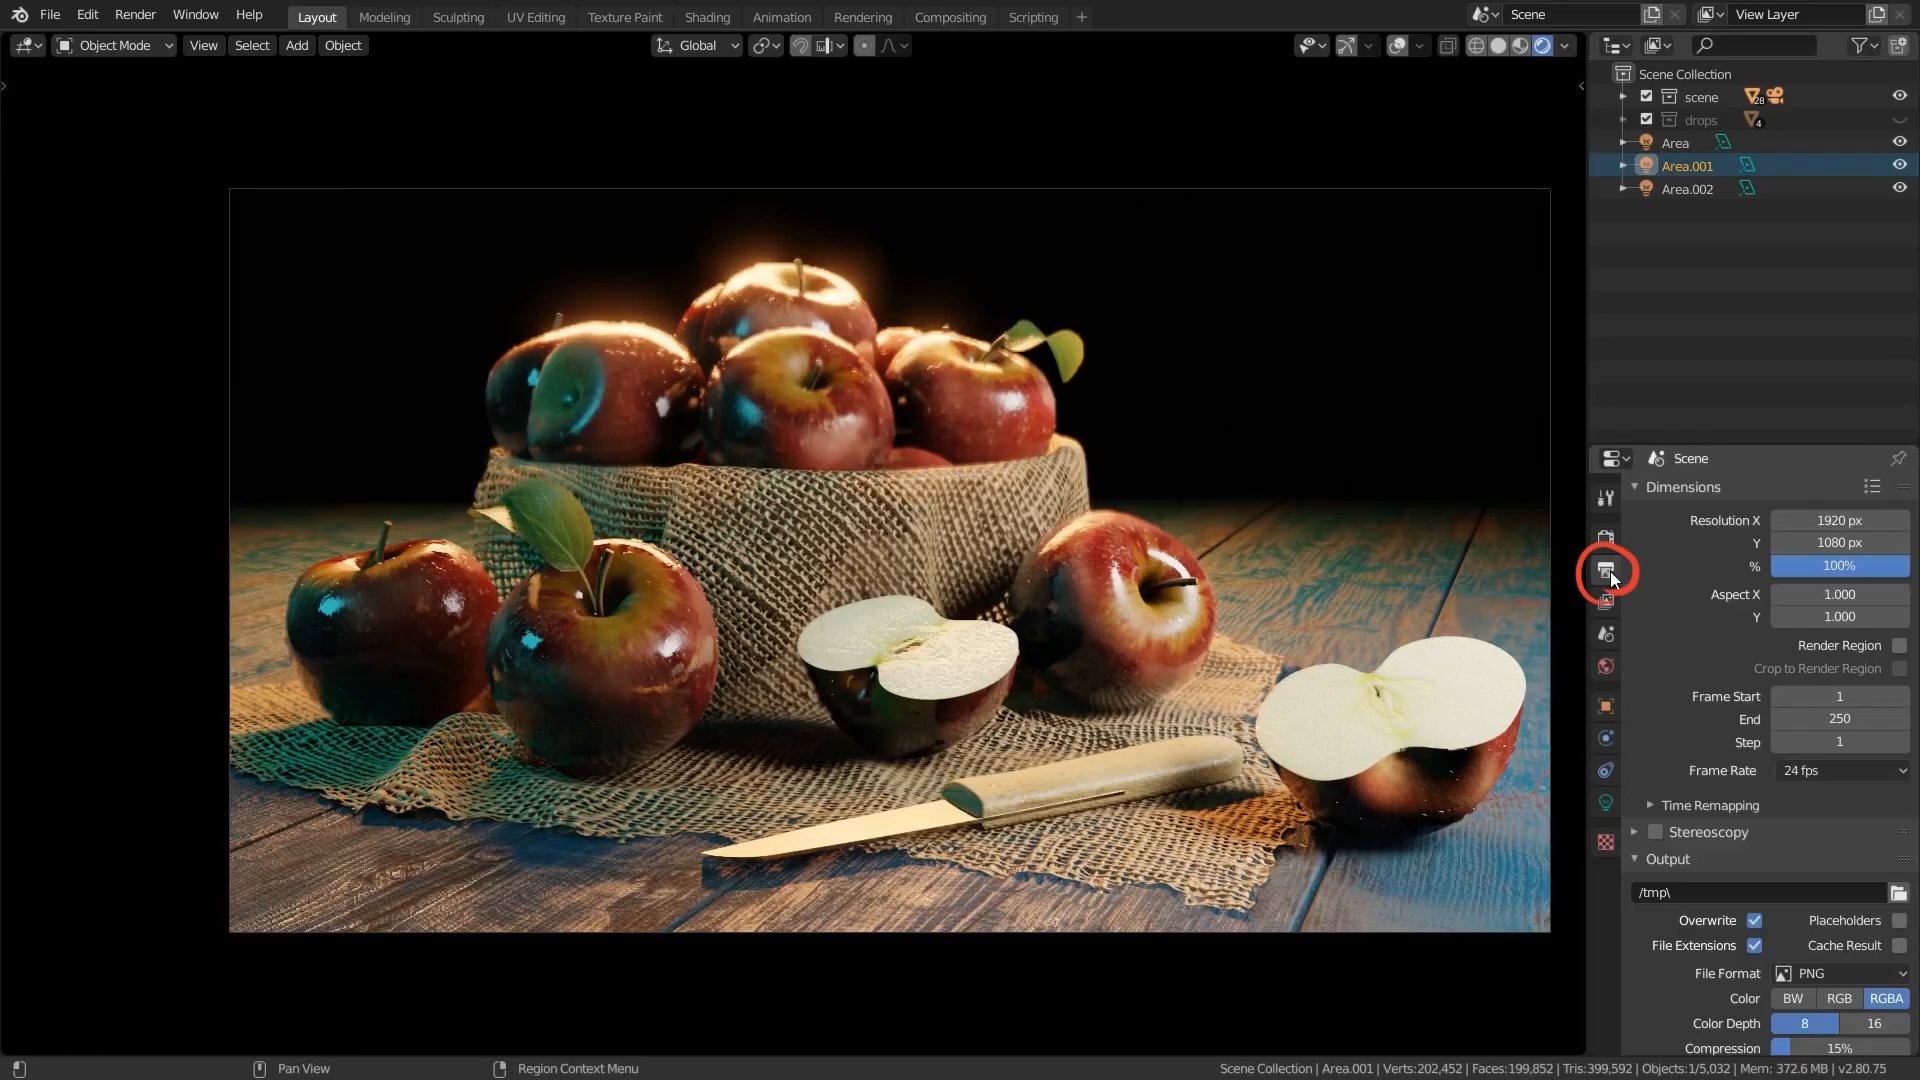 File Edit Render Window Help Layout Modeling Sculpting UV Editing Texture Paint Shading Animation Rendering Compositing Scripting + Scene View Layer
Object Mode View Select Add Object Global
Scene Collection
scene 28
drops 4
Area
Area.001
Area.002
Scene
Dimensions
Resolution X 1920 px
Y 1080 px
% 100%
Aspect X 1.000
Y 1.000
Render Region
Crop to Render Region
Frame Start 1
End 250
Step 1
Frame Rate 24 fps
Time Remapping
Stereoscopy
Output
/tmp\
Overwrite Placeholders
File Extensions Cache Result
File Format PNG
Color BW RGB RGBA
Color Depth 8 16
Compression 15%
Pan View Region Context Menu Scene Collection | Area.001 | Verts:202,452 | Faces:199,852 | Tris:399,592 | Objects:1/5,032 | Mem: 372.6 MB | v2.80.75